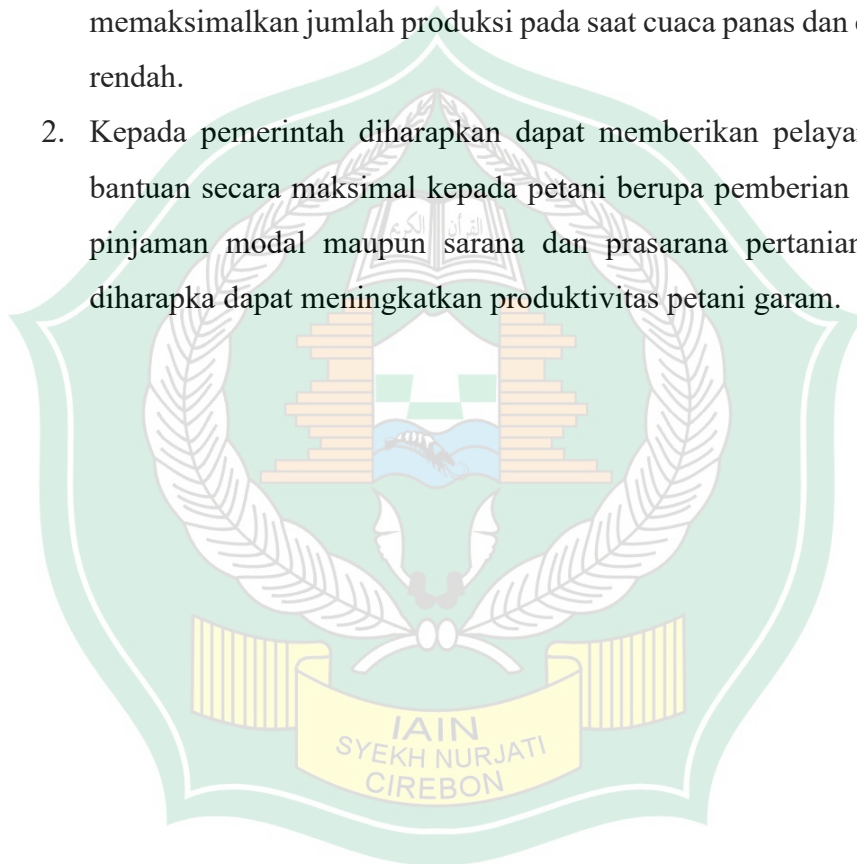 memaksimalkan jumlah produksi pada saat cuaca panas dan
rendah.
2. Kepada pemerintah diharapkan dapat memberikan
bantuan secara maksimal kepada petani berupa pemberian
القرآن الكريم
pinjaman modal maupun sarana dan prasarana pertanian
diharapka dapat meningkatkan produktivitas petani garam.
IAIN
SYEKH NURJATI
CIREBON